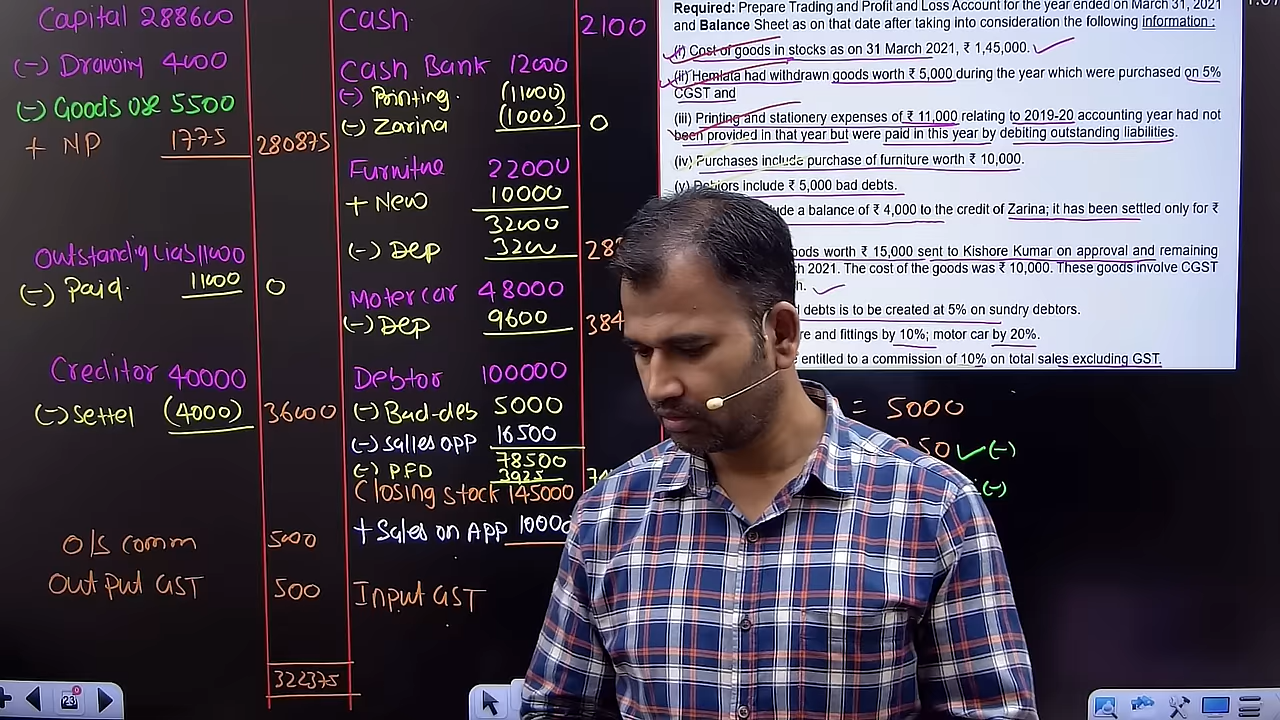 Capital 288600
(-) Drawing 4000
(-) Goods use 5500
+ NP 1775 280875
Outstanding Lias 11000
(-) Paid. 11000 0
Creditor 40000
(-) Settel (4000) 36000
O/s comm 5000
Output GST 500
322375
Cash 2100
Cash Bank 12000
(-) Printing. (11000)
(-) Zarina (1000) 0
Furniture 22000
+ New 10000
32000
(-) Dep 3200 28
Motercar 48000
(-) Dep 9600 384
Debtor 100000
(-) Bad-deb 5000
(-) Salles opp 16500
78500
(-) PFD 3925
Closing stock 145000
+ Sales on App 10000
Input GST
Required: Prepare Trading and Profit and Loss Account for the year ended on March 31, 2021
and Balance Sheet as on that date after taking into consideration the following information :
(i) Cost of goods in stocks as on 31 March 2021, ₹ 1,45,000.
(ii) Hemlata had withdrawn goods worth ₹ 5,000 during the year which were purchased on 5%
CGST and
(iii) Printing and stationery expenses of ₹ 11,000 relating to 2019-20 accounting year had not
been provided in that year but were paid in this year by debiting outstanding liabilities.
(iv) Purchases include purchase of furniture worth ₹ 10,000.
(v) Debtors include ₹ 5,000 bad debts.
a balance of ₹ 4,000 to the credit of Zarina; it has been settled only for ₹
worth ₹ 15,000 sent to Kishore Kumar on approval and remaining
2021. The cost of the goods was ₹ 10,000. These goods involve CGST
debts is to be created at 5% on sundry debtors.
and fittings by 10%; motor car by 20%.
entitled to a commission of 10% on total sales excluding GST.
= 5000
50 (-)
(-)
23